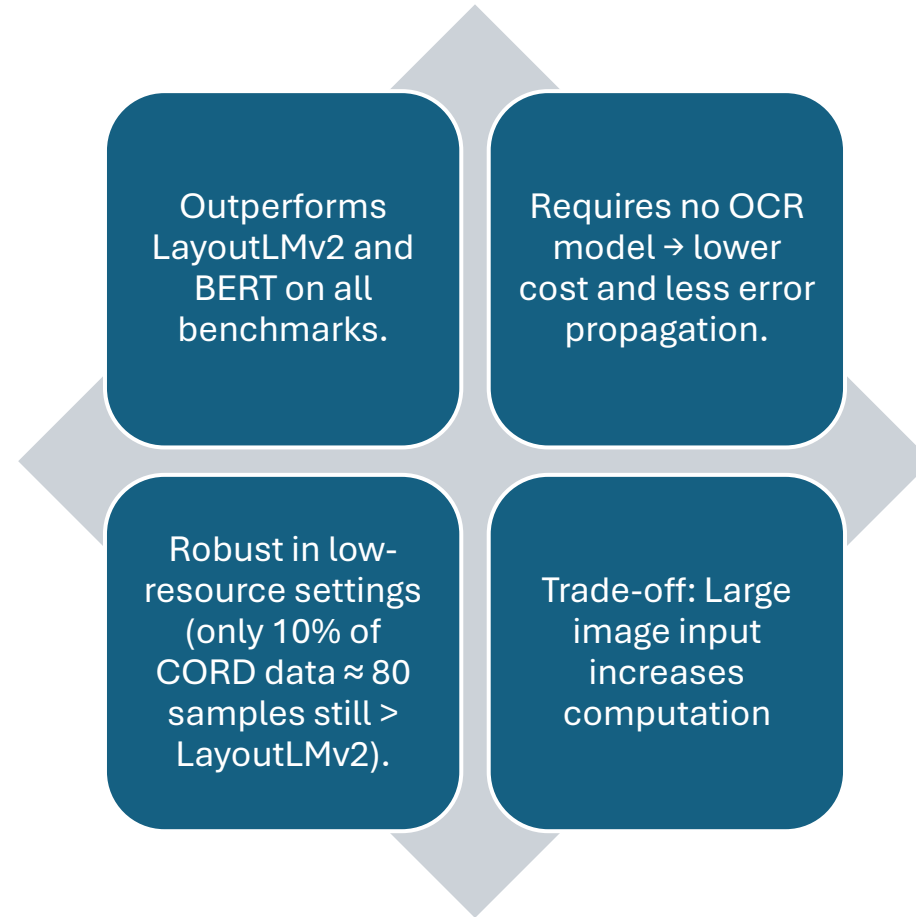 Outperforms
LayoutLMv2 and
BERT on all
benchmarks.
Requires no OCR
model → lower
cost and less error
propagation.
Robust in low-
resource settings
(only 10% of
CORD data ≈ 80
samples still >
LayoutLMv2).
Trade-off: Large
image input
increases
computation